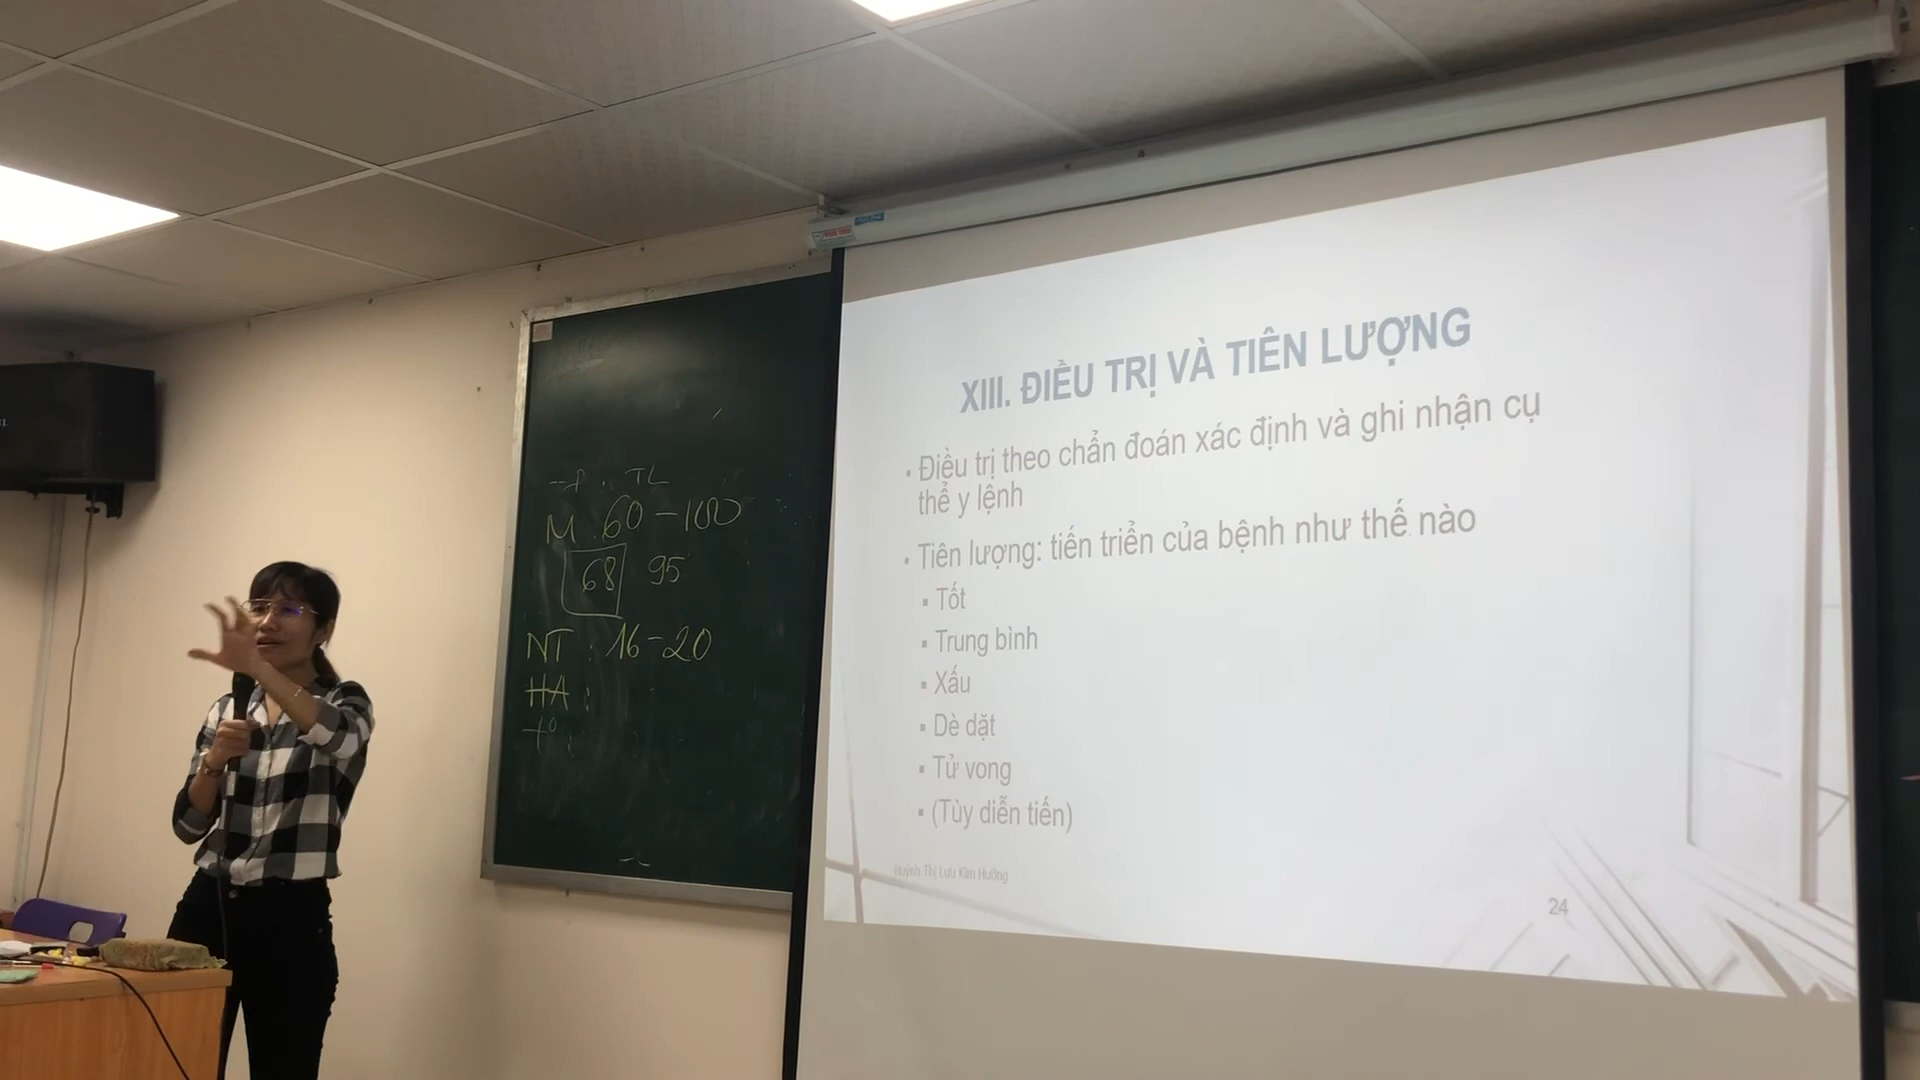 TL
M : 60 - 100
68 95
NT : 16 - 20
HA :
t° :
XIII. ĐIỀU TRỊ VÀ TIÊN LƯỢNG
• Điều trị theo chẩn đoán xác định và ghi nhận cụ
thể y lệnh
• Tiên lượng: tiến triển của bệnh như thế nào
▪ Tốt
▪ Trung bình
▪ Xấu
▪ Dè dặt
▪ Tử vong
▪ (Tùy diễn tiến)
Huỳnh Thị Lưu Kim Hường
24